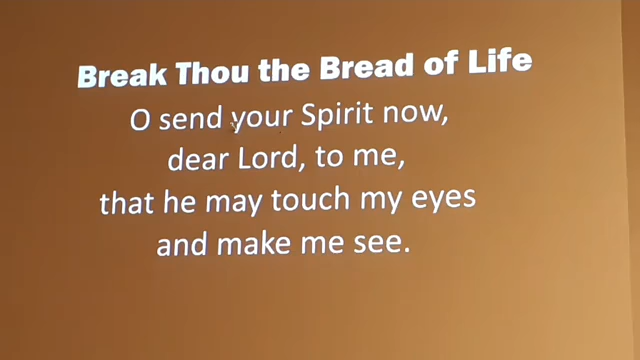 Break Thou the Bread of Life
O send your Spirit now,
dear Lord, to me,
that he may touch my eyes
and make me see.